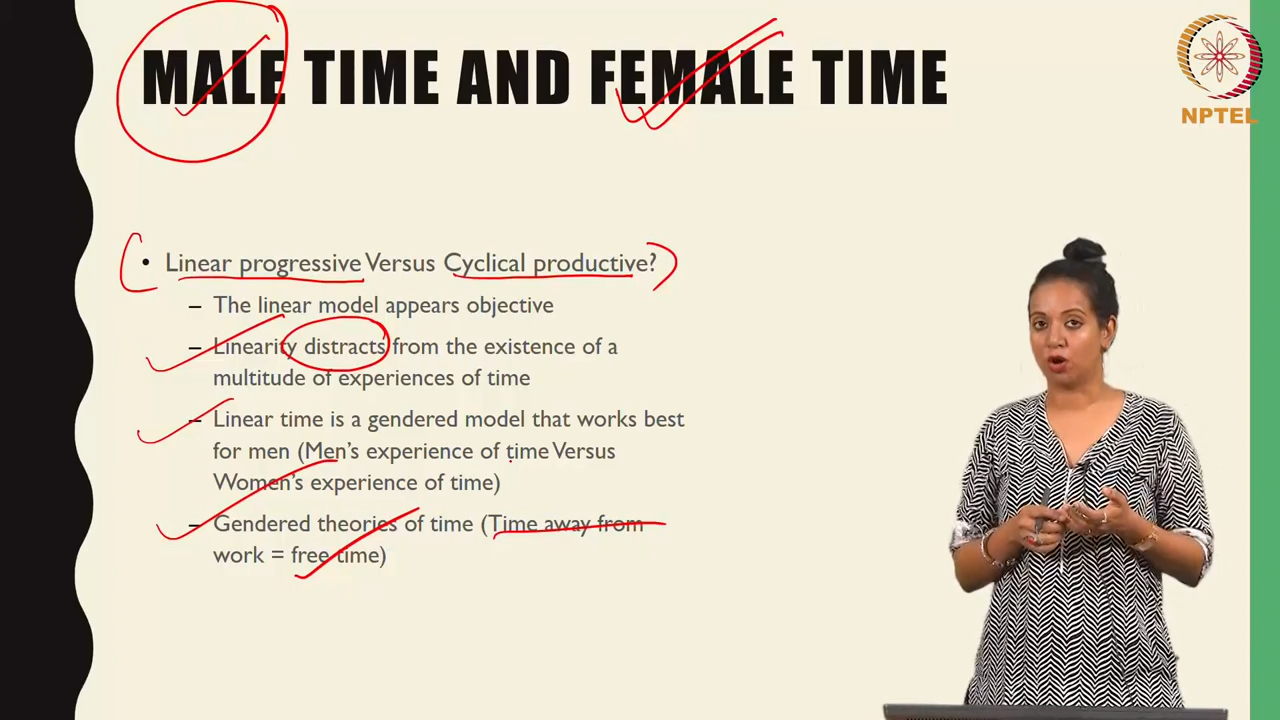 MALE TIME AND FEMALE TIME
NPTEL
• Linear progressive Versus Cyclical productive?
– The linear model appears objective
– Linearity distracts from the existence of a
multitude of experiences of time
– Linear time is a gendered model that works best
for men (Men's experience of time Versus
Women's experience of time)
– Gendered theories of time (Time away from
work = free time)